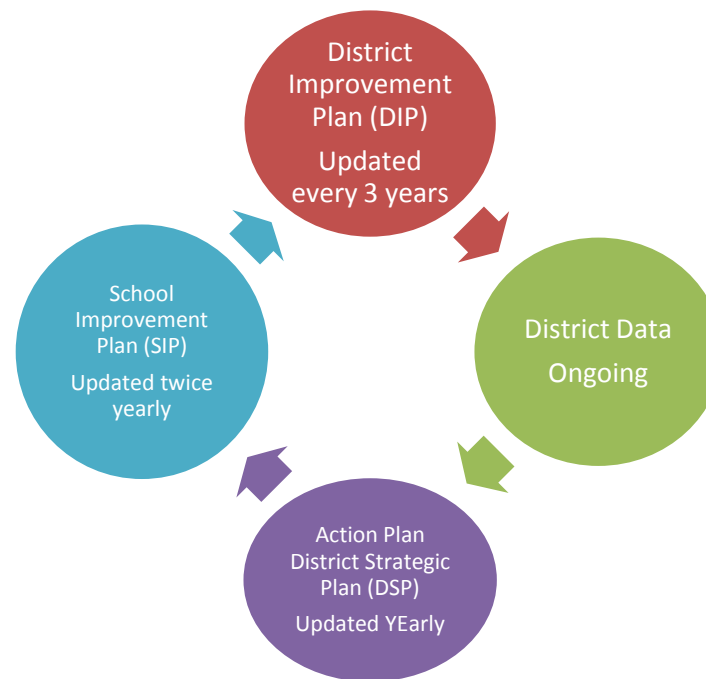 District
Improvement
Plan (DIP)
Updated
every 3 years
District Data
Ongoing
Action Plan
District Strategic
Plan (DSP)
Updated YEarly
School
Improvement
Plan (SIP)
Updated twice
yearly